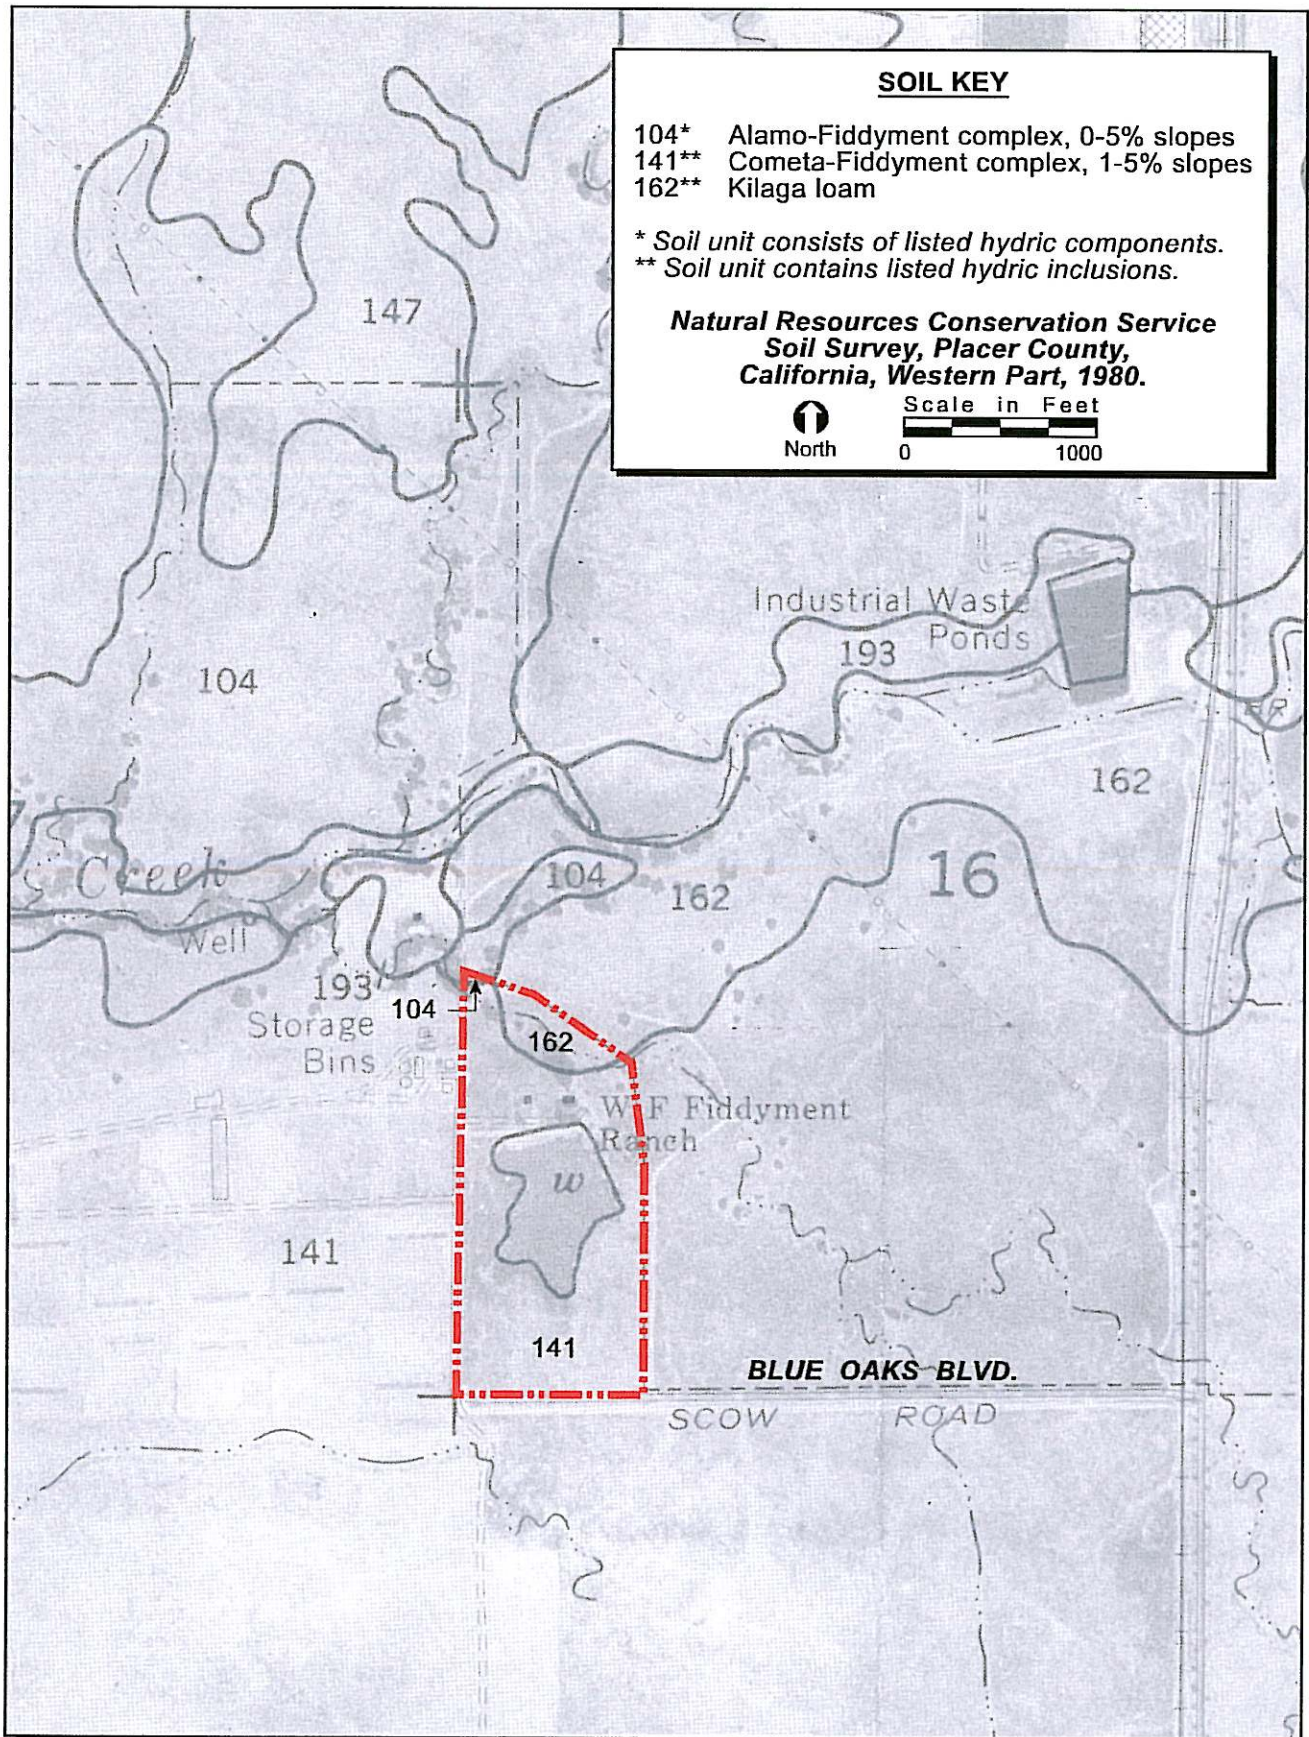 SOIL KEY
104* Alamo-Fiddyment complex, 0-5% slopes
141** Cometa-Fiddyment complex, 1-5% slopes
162** Kilaga loam
* Soil unit consists of listed hydric components.
** Soil unit contains listed hydric inclusions.
Natural Resources Conservation Service
Soil Survey, Placer County,
California, Western Part, 1980.
Scale in Feet
North
0 1000
147
Industrial Waste
Ponds
193
104
162
Creek
104
162
16
Well
193
104
Storage
Bins
162
W F Fiddyment
Ranch
w
141
141
BLUE OAKS BLVD.
SCOW ROAD